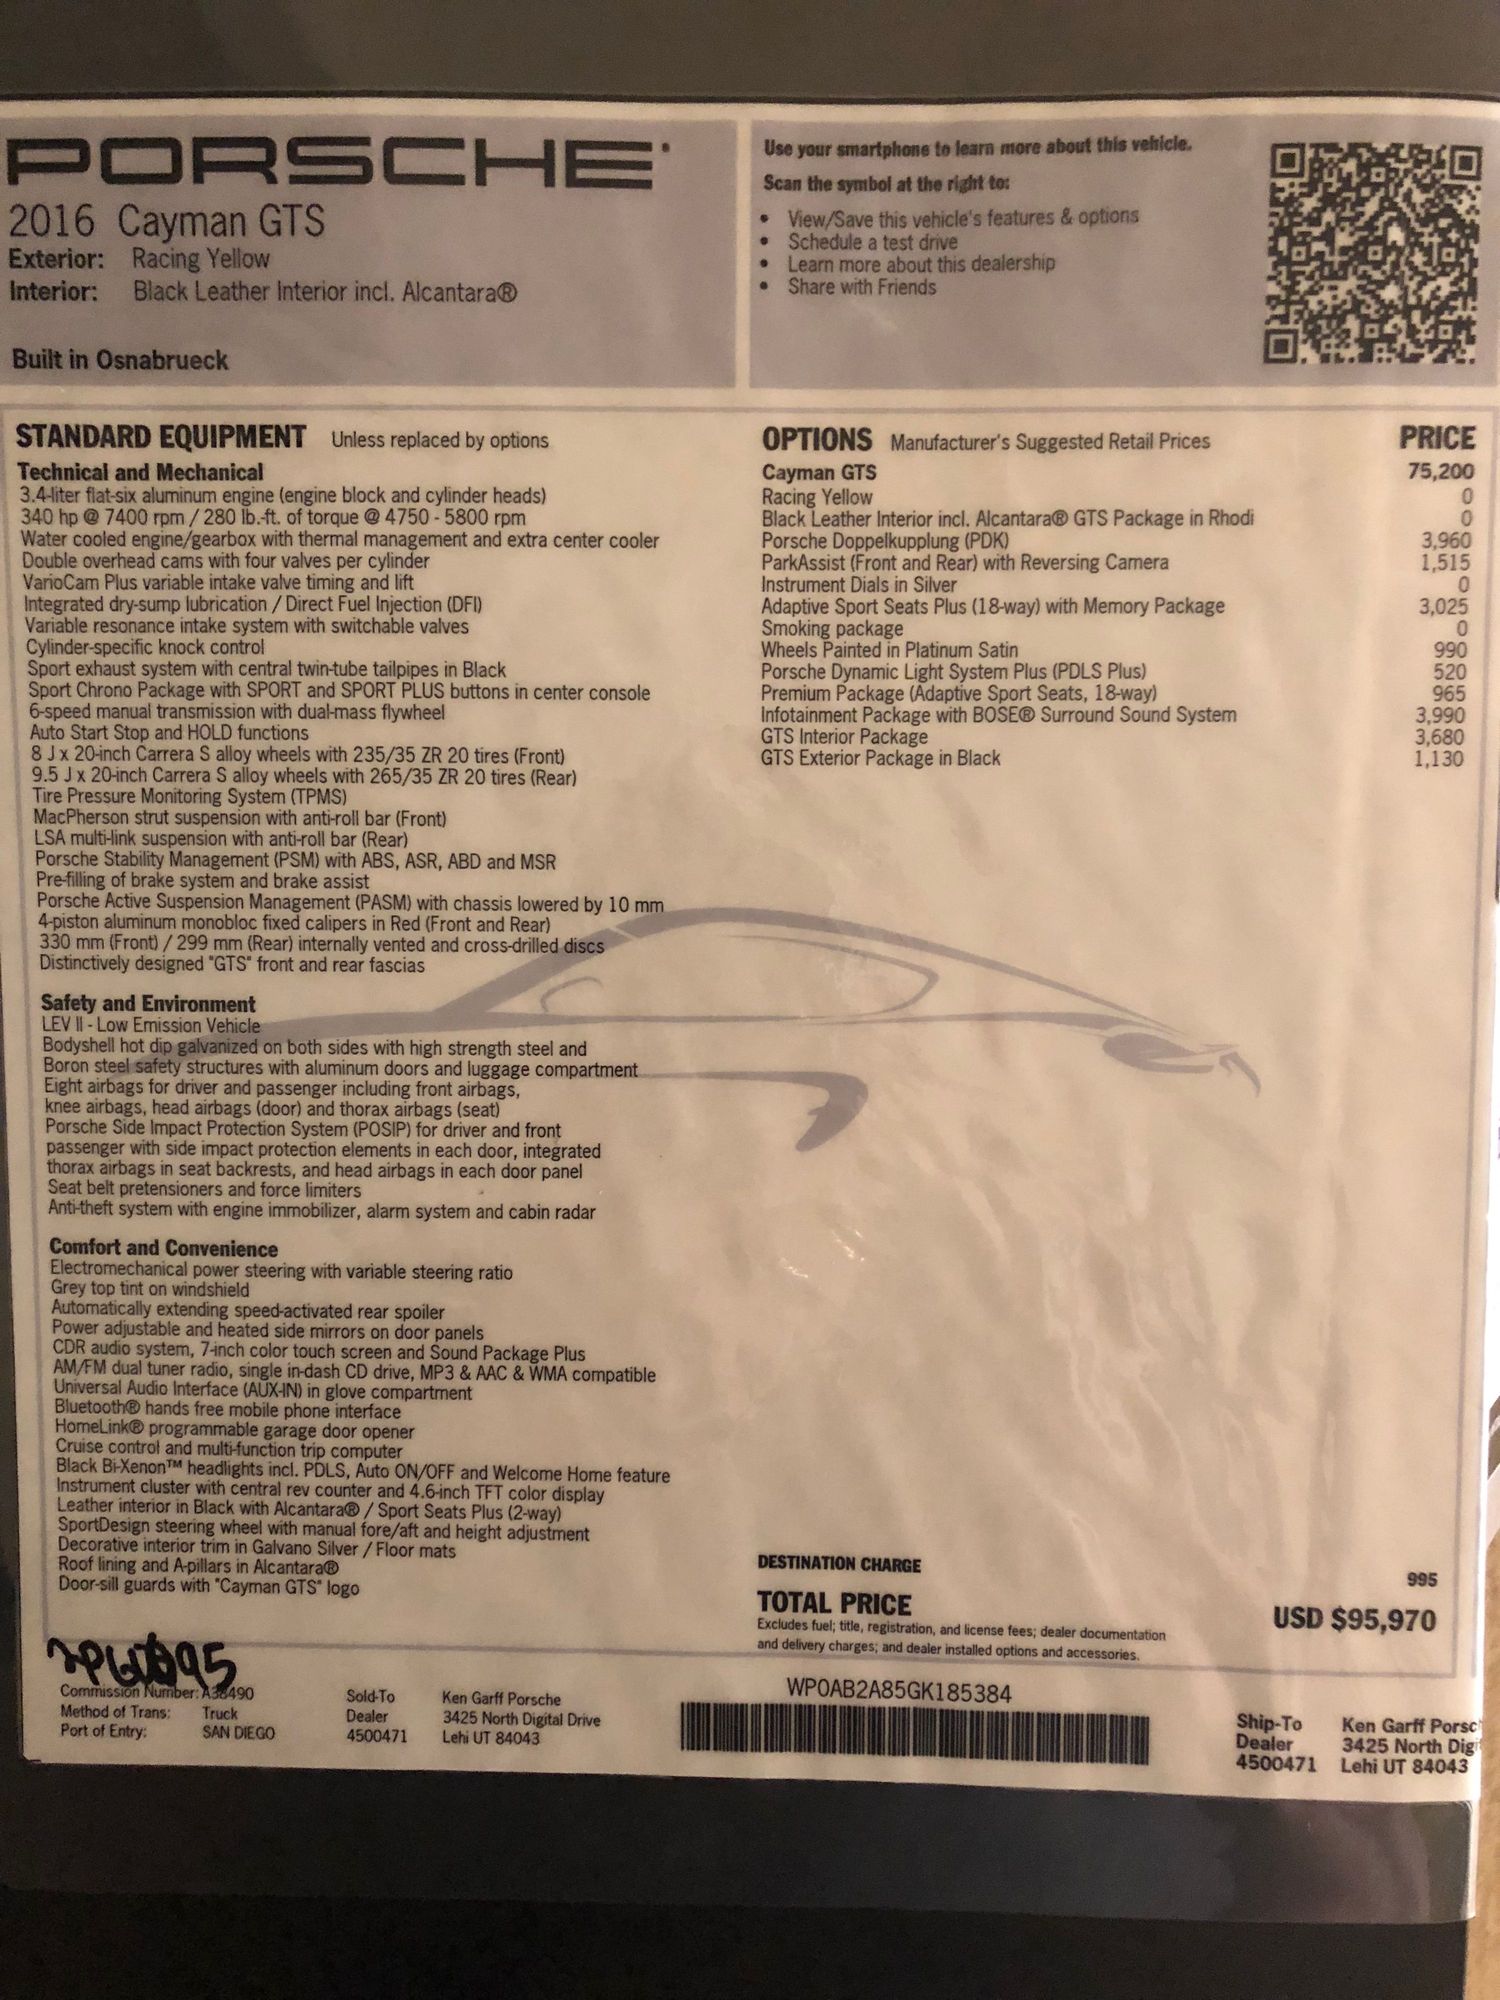 PORSCHE
2016 Cayman GTS
Exterior: Racing Yellow
Interior: Black Leather Interior incl. Alcantara®
Built in Osnabrueck
Use your smartphone to learn more about this vehicle.
Scan the symbol at the right to:
• View/Save this vehicle's features & options
• Schedule a test drive
• Learn more about this dealership
• Share with Friends
STANDARD EQUIPMENT Unless replaced by options
Technical and Mechanical
3.4-liter flat-six aluminum engine (engine block and cylinder heads)
340 hp @ 7400 rpm / 280 lb.-ft. of torque @ 4750 - 5800 rpm
Water cooled engine/gearbox with thermal management and extra center cooler
Double overhead cams with four valves per cylinder
VarioCam Plus variable intake valve timing and lift
Integrated dry-sump lubrication / Direct Fuel Injection (DFI)
Variable resonance intake system with switchable valves
Cylinder-specific knock control
Sport exhaust system with central twin-tube tailpipes in Black
Sport Chrono Package with SPORT and SPORT PLUS buttons in center console
6-speed manual transmission with dual-mass flywheel
Auto Start Stop and HOLD functions
8 J x 20-inch Carrera S alloy wheels with 235/35 ZR 20 tires (Front)
9.5 J x 20-inch Carrera S alloy wheels with 265/35 ZR 20 tires (Rear)
Tire Pressure Monitoring System (TPMS)
MacPherson strut suspension with anti-roll bar (Front)
LSA multi-link suspension with anti-roll bar (Rear)
Porsche Stability Management (PSM) with ABS, ASR, ABD and MSR
Pre-filling of brake system and brake assist
Porsche Active Suspension Management (PASM) with chassis lowered by 10 mm
4-piston aluminum monobloc fixed calipers in Red (Front and Rear)
330 mm (Front) / 299 mm (Rear) internally vented and cross-drilled discs
Distinctively designed "GTS" front and rear fascias
Safety and Environment
LEV II - Low Emission Vehicle
Bodyshell hot dip galvanized on both sides with high strength steel and
Boron steel safety structures with aluminum doors and luggage compartment
Eight airbags for driver and passenger including front airbags,
knee airbags, head airbags (door) and thorax airbags (seat)
Porsche Side Impact Protection System (POSIP) for driver and front
passenger with side impact protection elements in each door, integrated
thorax airbags in seat backrests, and head airbags in each door panel
Seat belt pretensioners and force limiters
Anti-theft system with engine immobilizer, alarm system and cabin radar
Comfort and Convenience
Electromechanical power steering with variable steering ratio
Grey top tint on windshield
Automatically extending speed-activated rear spoiler
Power adjustable and heated side mirrors on door panels
CDR audio system, 7-inch color touch screen and Sound Package Plus
AM/FM dual tuner radio, single in-dash CD drive, MP3 & AAC & WMA compatible
Universal Audio Interface (AUX-IN) in glove compartment
Bluetooth® hands free mobile phone interface
HomeLink® programmable garage door opener
Cruise control and multi-function trip computer
Black Bi-Xenon™ headlights incl. PDLS, Auto ON/OFF and Welcome Home feature
Instrument cluster with central rev counter and 4.6-inch TFT color display
Leather interior in Black with Alcantara® / Sport Seats Plus (2-way)
SportDesign steering wheel with manual fore/aft and height adjustment
Decorative interior trim in Galvano Silver / Floor mats
Roof lining and A-pillars in Alcantara®
Door-sill guards with "Cayman GTS" logo
OPTIONS Manufacturer's Suggested Retail Prices PRICE
Cayman GTS 75,200
Racing Yellow 0
Black Leather Interior incl. Alcantara® GTS Package in Rhodi 0
Porsche Doppelkupplung (PDK) 3,960
ParkAssist (Front and Rear) with Reversing Camera 1,515
Instrument Dials in Silver 0
Adaptive Sport Seats Plus (18-way) with Memory Package 3,025
Smoking package 0
Wheels Painted in Platinum Satin 990
Porsche Dynamic Light System Plus (PDLS Plus) 520
Premium Package (Adaptive Sport Seats, 18-way) 965
Infotainment Package with BOSE® Surround Sound System 3,990
GTS Interior Package 3,680
GTS Exterior Package in Black 1,130
DESTINATION CHARGE 995
TOTAL PRICE USD $95,970
Excludes fuel; title, registration, and license fees; dealer documentation
and delivery charges; and dealer installed options and accessories.
Commission Number: A38490
Method of Trans: Truck
Port of Entry: SAN DIEGO
Sold-To Ken Garff Porsche
Dealer 3425 North Digital Drive
4500471 Lehi UT 84043
WP0AB2A85GK185384
Ship-To Ken Garff Porsc
Dealer 3425 North Digi
4500471 Lehi UT 84043